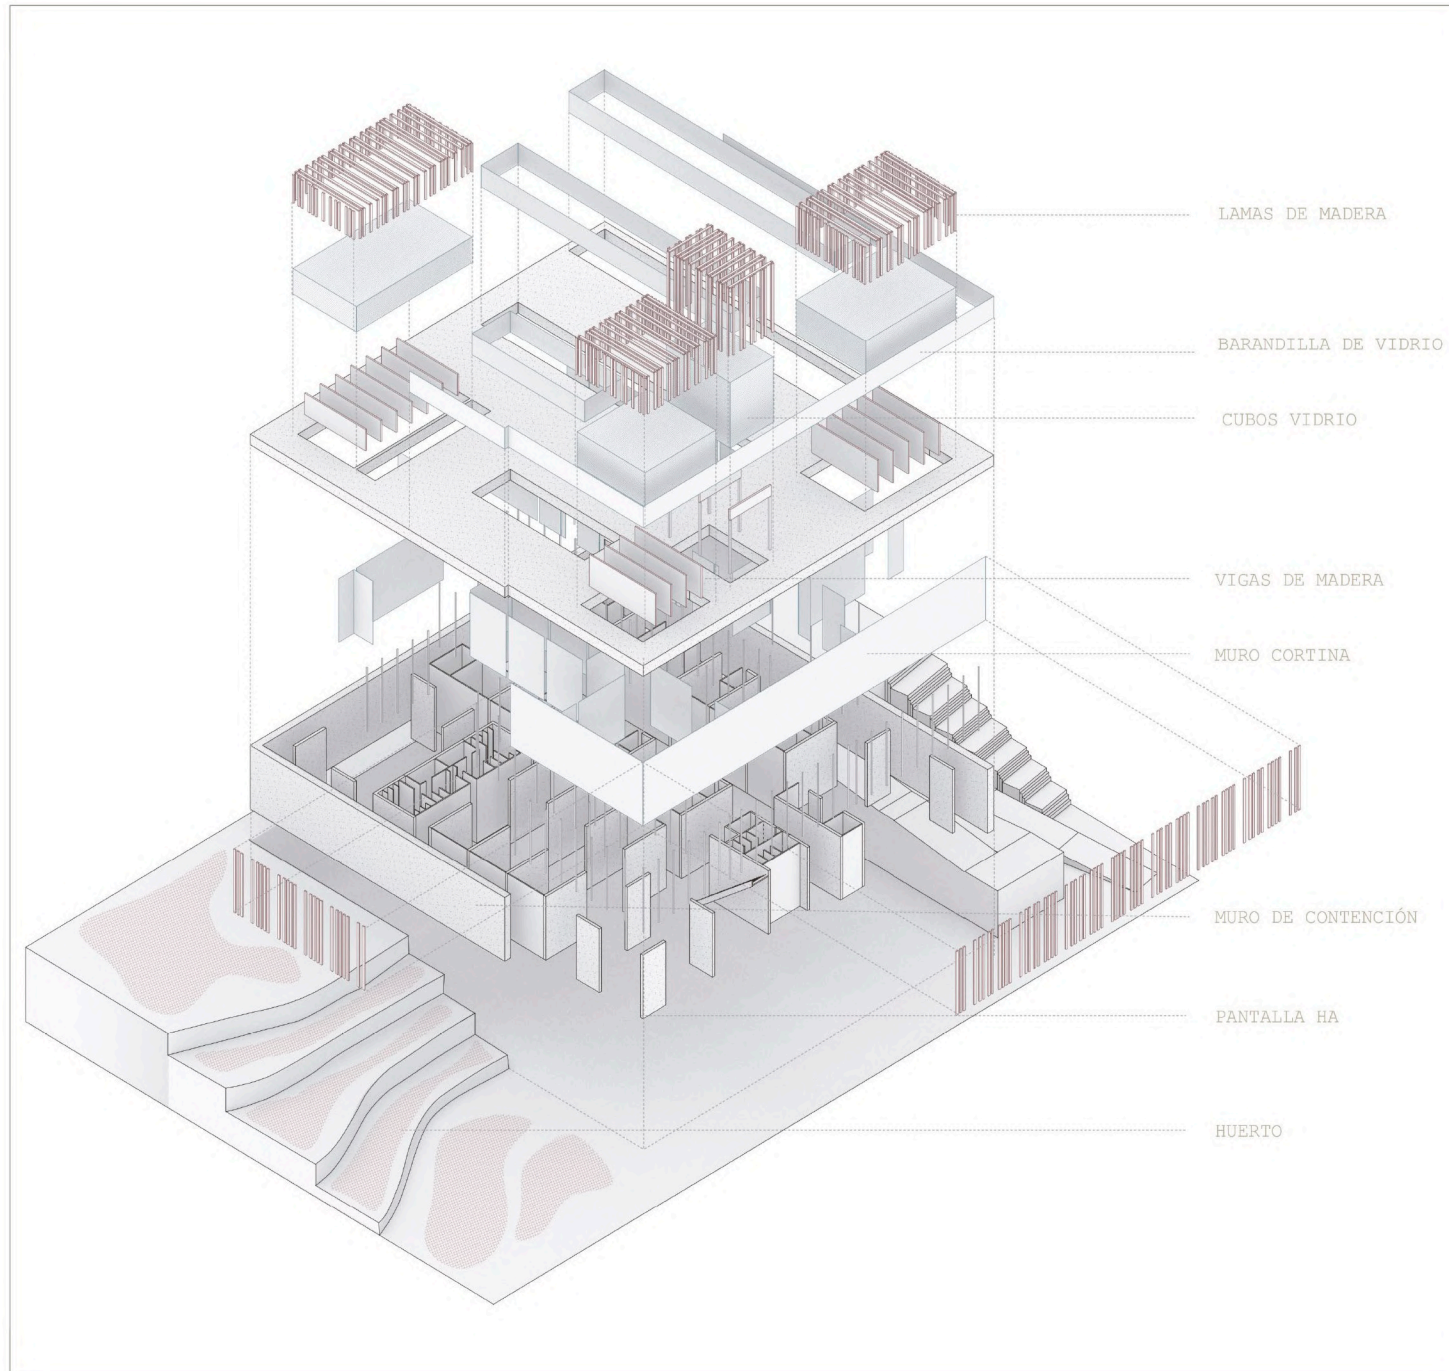 LAMAS DE MADERA
BARANDILLA DE VIDRIO
CUBOS VIDRIO
VIGAS DE MADERA
MURO CORTINA
MURO DE CONTENCIÓN
PANTALLA HA
HUERTO